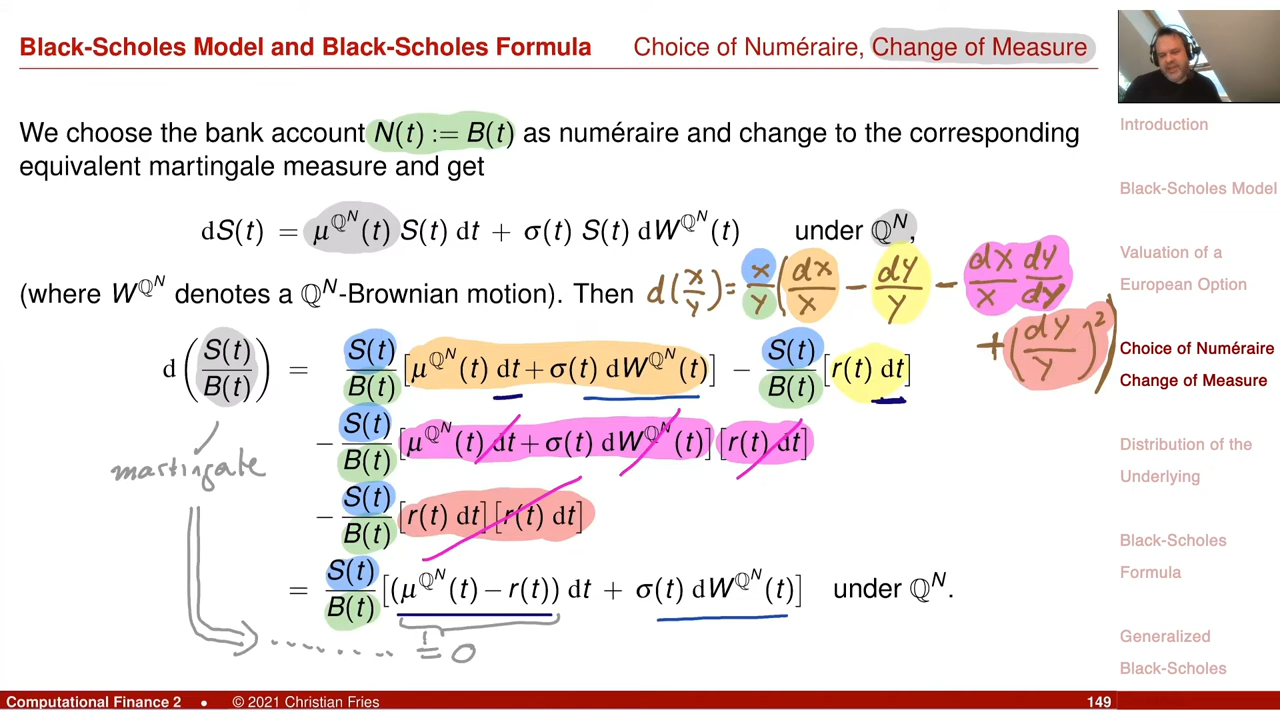 Black-Scholes Model and Black-Scholes Formula Choice of Numéraire, Change of Measure
We choose the bank account N(t) := B(t) as numéraire and change to the corresponding
equivalent martingale measure and get
dS(t) = μ^{ℚ^N}(t) S(t) dt + σ(t) S(t) dW^{ℚ^N}(t) under ℚ^N,
(where W^{ℚ^N} denotes a ℚ^N-Brownian motion). Then d(x/y) = x/y (dx/x − dy/y − dx/x dy/dy
+ (dy/y)^2)
d(S(t)/B(t)) = S(t)/B(t) [μ^{ℚ^N}(t) dt + σ(t) dW^{ℚ^N}(t)] − S(t)/B(t) [r(t) dt]
− S(t)/B(t) [μ^{ℚ^N}(t) dt + σ(t) dW^{ℚ^N}(t)] [r(t) dt]
martingale
− S(t)/B(t) [r(t) dt] [r(t) dt]
= S(t)/B(t) [(μ^{ℚ^N}(t) − r(t)) dt + σ(t) dW^{ℚ^N}(t)] under ℚ^N.
........ != 0
Introduction
Black-Scholes Model
Valuation of a
European Option
Choice of Numéraire
Change of Measure
Distribution of the
Underlying
Black-Scholes
Formula
Generalized
Black-Scholes
Computational Finance 2 • © 2021 Christian Fries 149